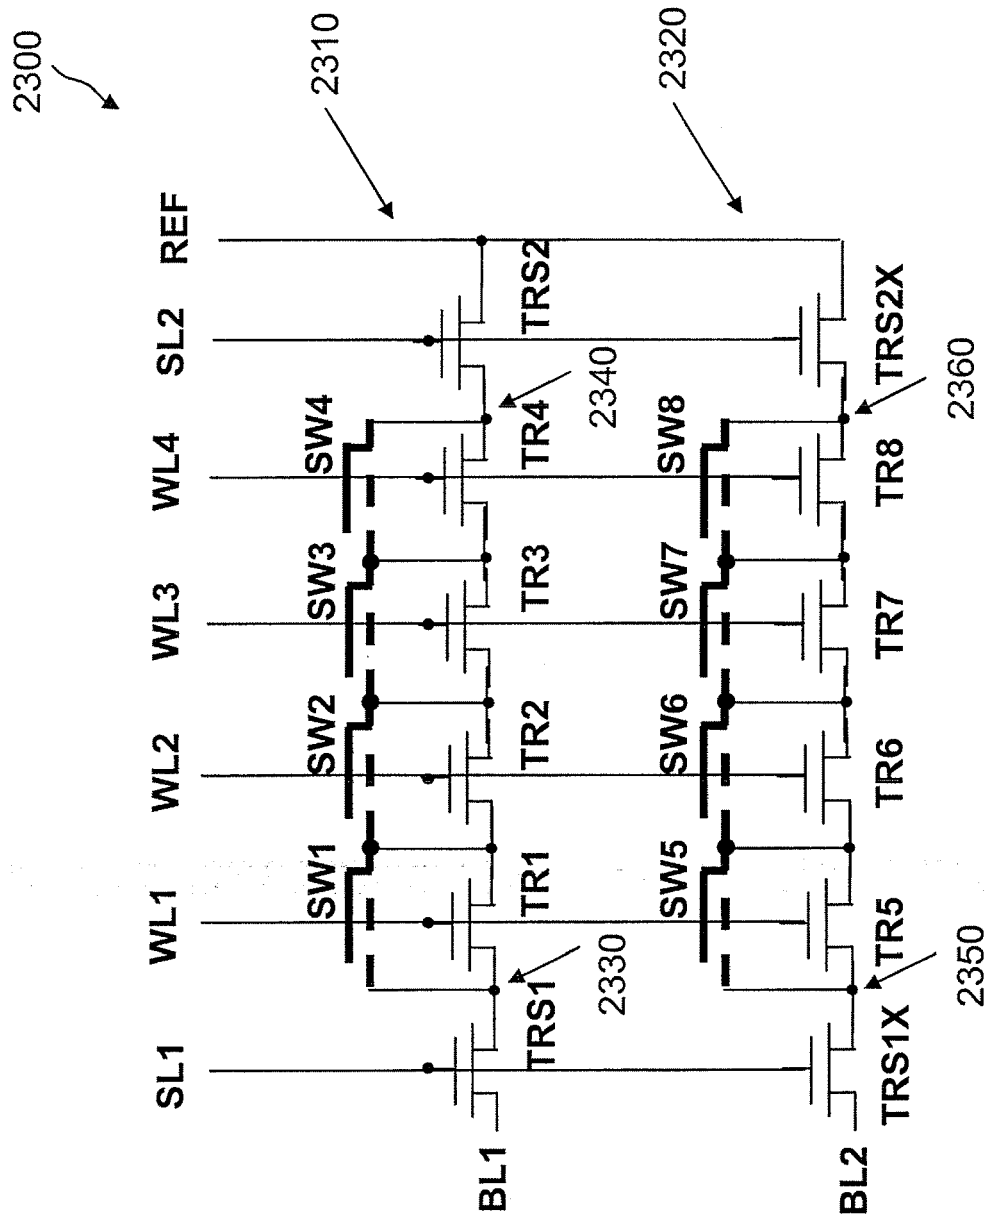 2300
SL1 WL1 WL2 WL3 WL4 SL2 REF
2310
SW1 SW2 SW3 SW4
BL1 TRS1 TR1 TR2 TR3 TR4 TRS2
2330 2340
2320
SW5 SW6 SW7 SW8
BL2 TRS1X TR5 TR6 TR7 TR8 TRS2X
2350 2360